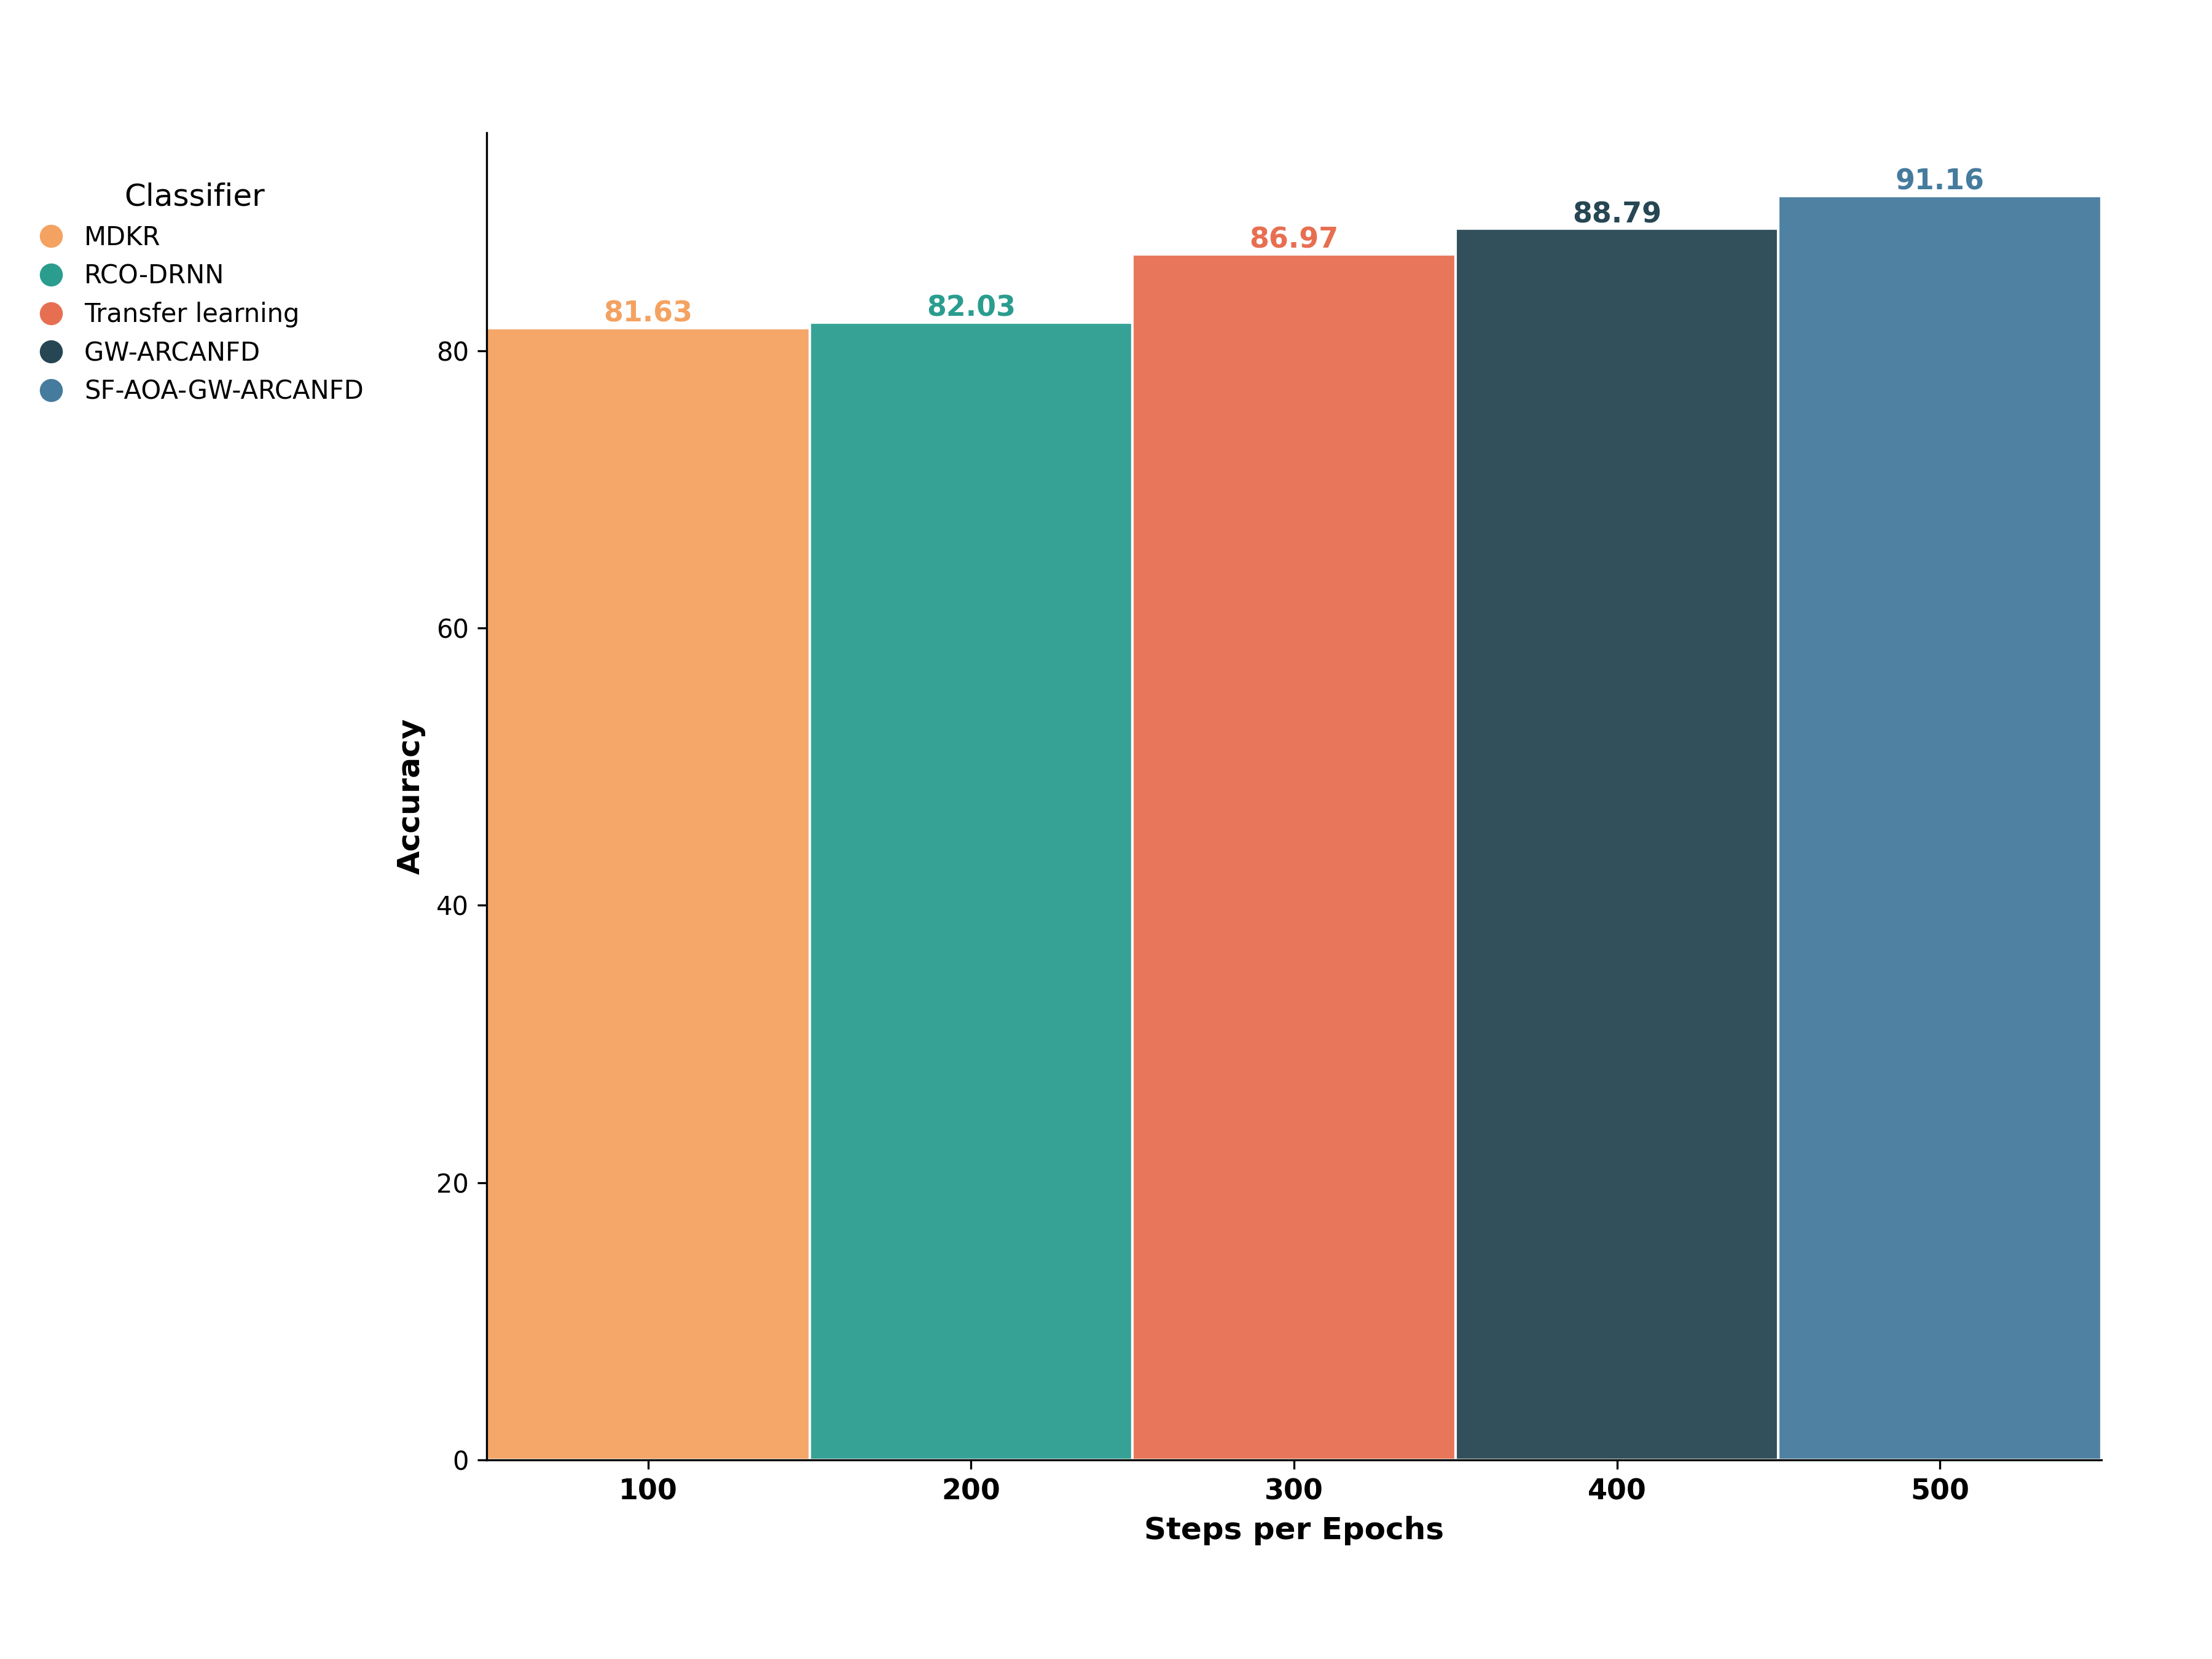 Classifier
MDKR
RCO-DRNN
Transfer learning
GW-ARCANFD
SF-AOA-GW-ARCANFD
Accuracy
80
60
40
20
0
81.63
82.03
86.97
88.79
91.16
100
200
300
400
500
Steps per Epochs